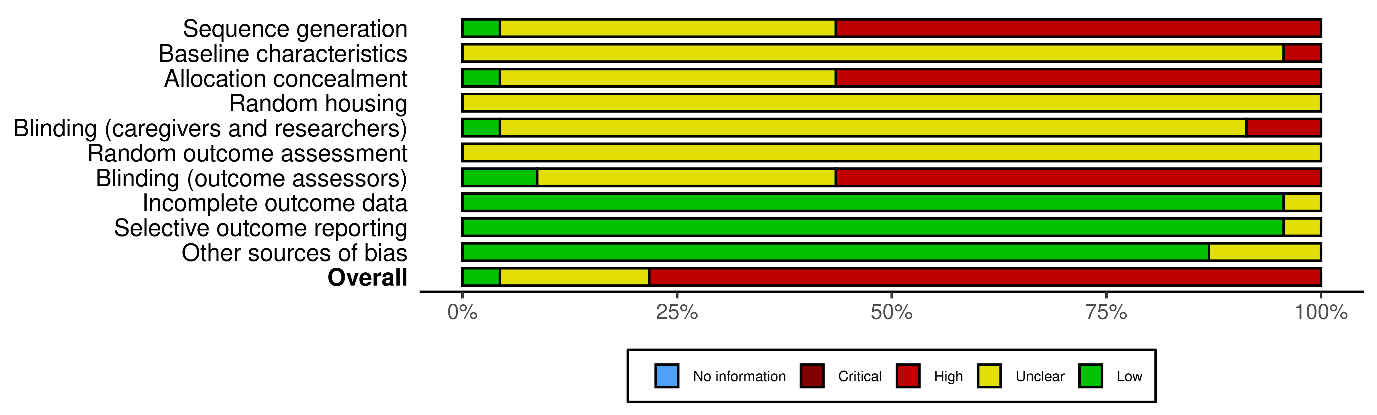 Sequence generation
Baseline characteristics
Allocation concealment
Random housing
Blinding (caregivers and researchers)
Random outcome assessment
Blinding (outcome assessors)
Incomplete outcome data
Selective outcome reporting
Other sources of bias
Overall
0% 25% 50% 75% 100%
No information Critical High Unclear Low